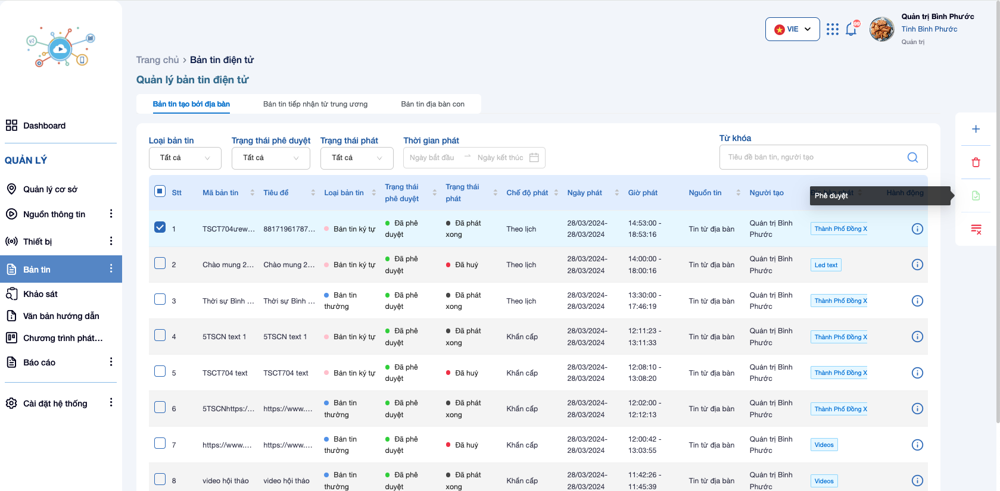 VIE
99
Quản trị Bình Phước
Tỉnh Bình Phước
Quản trị
Trang chủ > Bản tin điện tử
Quản lý bản tin điện tử
Bản tin tạo bởi địa bàn
Bản tin tiếp nhận từ trung ương
Bản tin địa bàn con
Dashboard
QUẢN LÝ
Quản lý cơ sở
Nguồn thông tin
Thiết bị
Bản tin
Khảo sát
Văn bản hướng dẫn
Chương trình phát...
Báo cáo
Cài đặt hệ thống
Loại bản tin
Trạng thái phê duyệt
Trạng thái phát
Thời gian phát
Từ khóa
Tất cả
Tất cả
Tất cả
Ngày bắt đầu
Ngày kết thúc
Tiêu đề bản tin, người tạo
Stt Mã bản tin Tiêu đề Loại bản tin Trạng thái phê duyệt Trạng thái phát Chế độ phát Ngày phát Giờ phát Nguồn tin Người tạo Địa bàn phát Hành động
Phê duyệt
1 TSCT704ưew... 88171961787... Bản tin ký tự Đã phê duyệt Đã phát xong Theo lịch 28/03/2024- 28/03/2024 14:53:00 - 18:53:16 Tin từ địa bàn Quản trị Bình Phước Thành Phố Đồng X
2 Chào mung 2... Chào mung 2... Bản tin ký tự Đã phê duyệt Đã huỷ Theo lịch 28/03/2024- 28/03/2024 14:00:00 - 18:00:16 Tin từ địa bàn Quản trị Bình Phước Led text
3 Thời sự Bình ... Thời sự Bình ... Bản tin thường Đã phê duyệt Đã phát xong Theo lịch 28/03/2024- 28/03/2024 13:30:00 - 17:46:19 Tin từ địa bàn Quản trị Bình Phước Thành Phố Đồng X
4 5TSCN text 1 5TSCN text 1 Bản tin ký tự Đã phê duyệt Đã phát xong Khẩn cấp 28/03/2024- 28/03/2024 12:11:23 - 13:11:33 Tin từ địa bàn Quản trị Bình Phước Thành Phố Đồng X
5 TSCT704 text TSCT704 text Bản tin ký tự Đã phê duyệt Đã huỷ Khẩn cấp 28/03/2024- 28/03/2024 12:08:10 - 13:08:20 Tin từ địa bàn Quản trị Bình Phước Thành Phố Đồng X
6 5TSCNhttps:/... https://www.... Bản tin thường Đã phê duyệt Đã phát xong Khẩn cấp 28/03/2024- 28/03/2024 12:02:00 - 12:12:13 Tin từ địa bàn Quản trị Bình Phước Thành Phố Đồng X
7 https://www.... https://www.... Bản tin thường Đã phê duyệt Đã huỷ Khẩn cấp 28/03/2024- 28/03/2024 12:00:42 - 13:03:55 Tin từ địa bàn Quản trị Bình Phước Videos
8 video hội thảo video hội thảo Bản tin thường Đã phê duyệt Đã phát xong Khẩn cấp 28/03/2024- 28/03/2024 11:42:26 - 11:45:39 Tin từ địa bàn Quản trị Bình Phước Videos